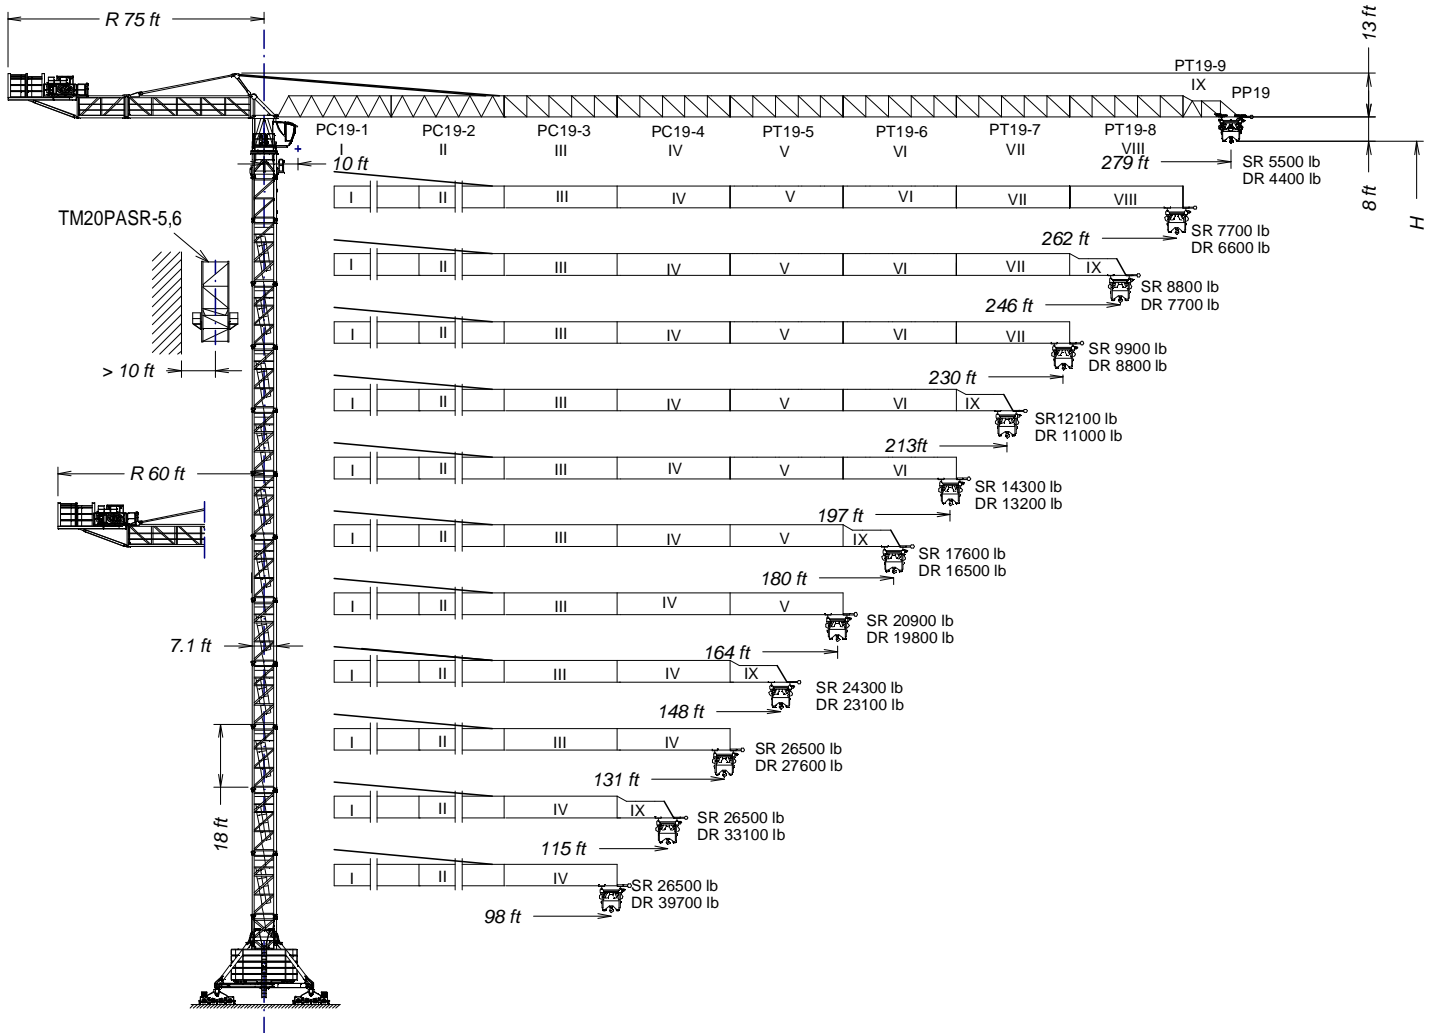 R 75 ft
13 ft
PT19-9
IX
PP19
PC19-1
PC19-2
PC19-3
PC19-4
PT19-5
PT19-6
PT19-7
PT19-8
I
II
III
IV
V
VI
VII
VIII
10 ft
279 ft
SR 5500 lb
DR 4400 lb
8 ft
H
I
II
III
IV
V
VI
VII
VIII
TM20PASR-5,6
262 ft
SR 7700 lb
DR 6600 lb
I
II
III
IV
V
VI
VII
IX
246 ft
SR 8800 lb
DR 7700 lb
I
II
III
IV
V
VI
VII
> 10 ft
230 ft
SR 9900 lb
DR 8800 lb
I
II
III
IV
V
VI
IX
213ft
SR12100 lb
DR 11000 lb
I
II
III
IV
V
VI
R 60 ft
197 ft
SR 14300 lb
DR 13200 lb
I
II
III
IV
V
IX
180 ft
SR 17600 lb
DR 16500 lb
I
II
III
IV
V
7.1 ft
164 ft
SR 20900 lb
DR 19800 lb
I
II
III
IV
IX
148 ft
SR 24300 lb
DR 23100 lb
I
II
III
IV
131 ft
SR 26500 lb
DR 27600 lb
18 ft
I
II
IV
IX
115 ft
SR 26500 lb
DR 33100 lb
I
II
IV
98 ft
SR 26500 lb
DR 39700 lb